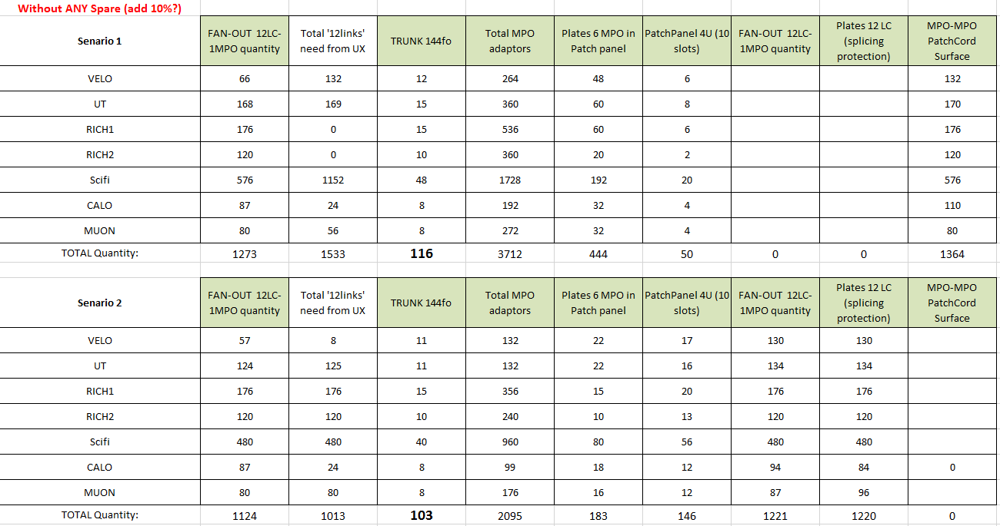 Without ANY Spare (add 10%?)
Senario 1 FAN-OUT 12LC-1MPO quantity Total '12links' need from UX TRUNK 144fo Total MPO adaptors Plates 6 MPO in Patch panel PatchPanel 4U (10 slots) FAN-OUT 12LC-1MPO quantity Plates 12 LC (splicing protection) MPO-MPO PatchCord Surface
VELO 66 132 12 264 48 6 132
UT 168 169 15 360 60 8 170
RICH1 176 0 15 536 60 6 176
RICH2 120 0 10 360 20 2 120
Scifi 576 1152 48 1728 192 20 576
CALO 87 24 8 192 32 4 110
MUON 80 56 8 272 32 4 80
TOTAL Quantity: 1273 1533 116 3712 444 50 0 0 1364
Senario 2 FAN-OUT 12LC-1MPO quantity Total '12links' need from UX TRUNK 144fo Total MPO adaptors Plates 6 MPO in Patch panel PatchPanel 4U (10 slots) FAN-OUT 12LC-1MPO quantity Plates 12 LC (splicing protection) MPO-MPO PatchCord Surface
VELO 57 8 11 132 22 17 130 130
UT 124 125 11 132 22 16 134 134
RICH1 176 176 15 356 15 20 176 176
RICH2 120 120 10 240 10 13 120 120
Scifi 480 480 40 960 80 56 480 480
CALO 87 24 8 99 18 12 94 84 0
MUON 80 80 8 176 16 12 87 96
TOTAL Quantity: 1124 1013 103 2095 183 146 1221 1220 0